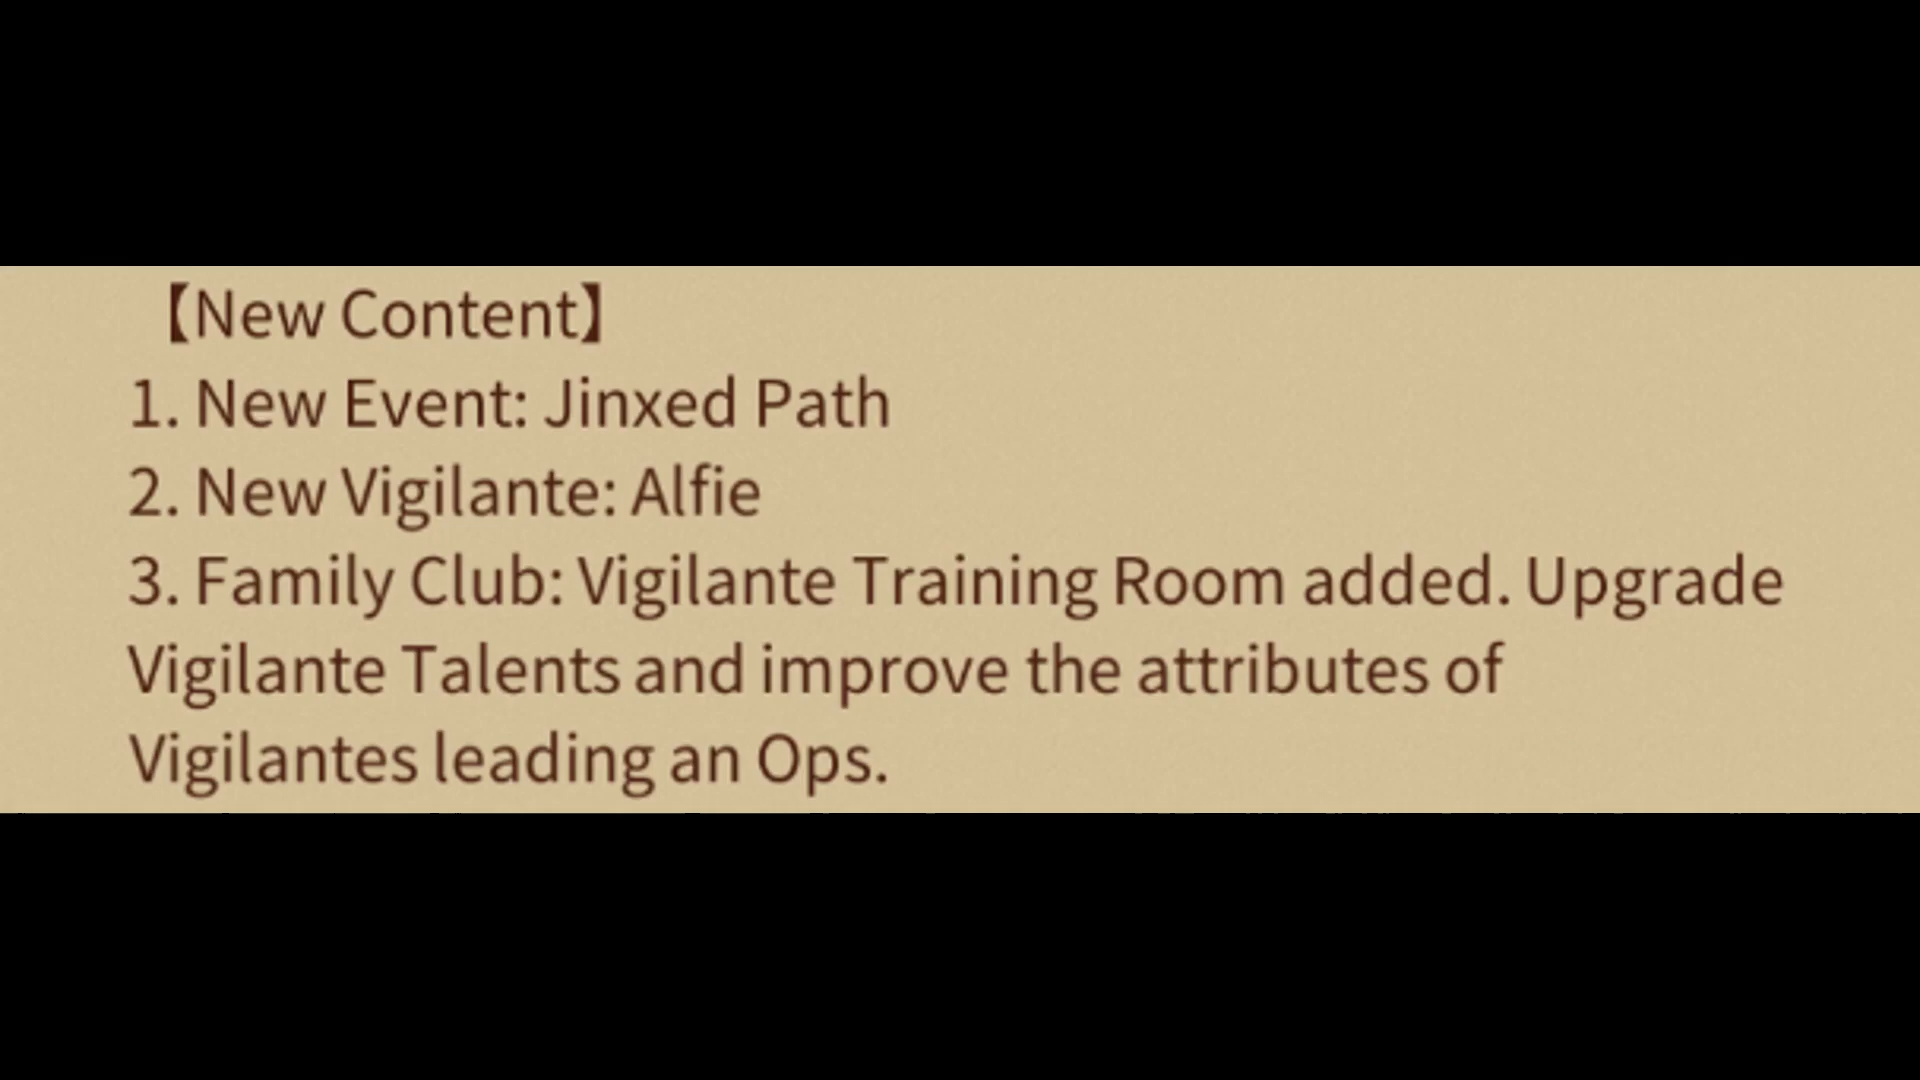 【New Content】
1. New Event: Jinxed Path
2. New Vigilante: Alfie
3. Family Club: Vigilante Training Room added. Upgrade
Vigilante Talents and improve the attributes of
Vigilantes leading an Ops.